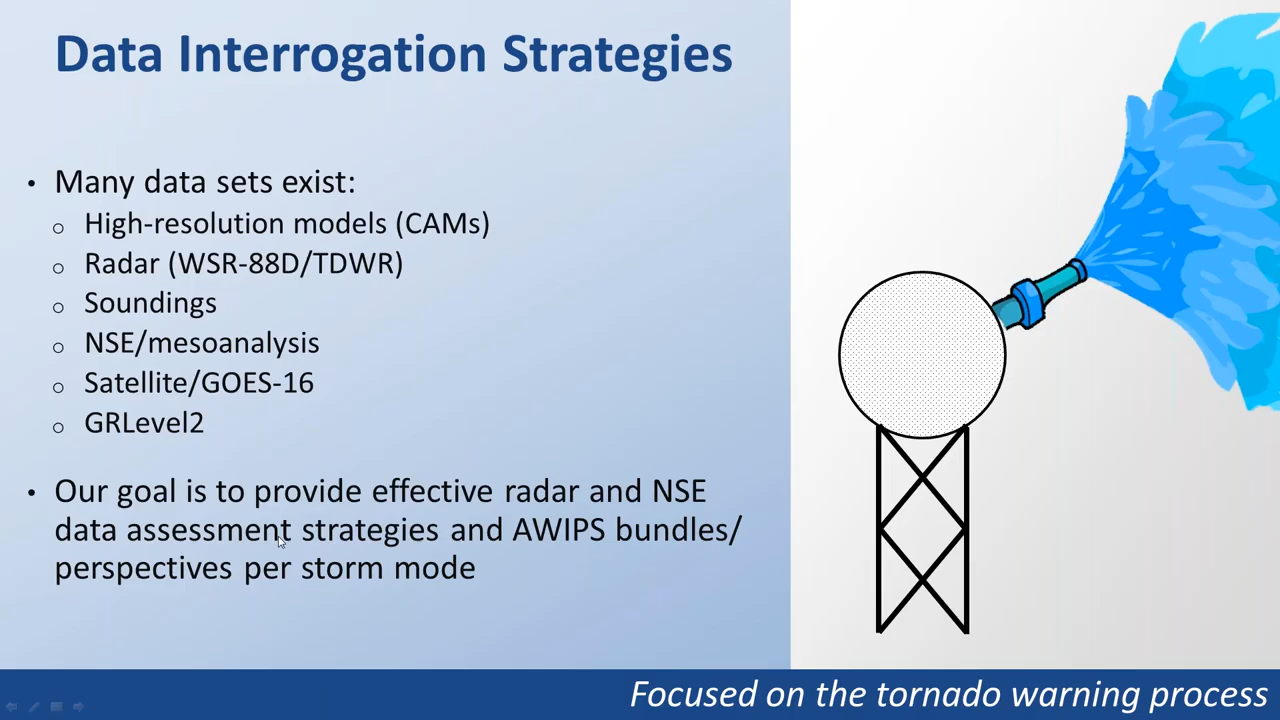 Data Interrogation Strategies
• Many data sets exist:
o High-resolution models (CAMs)
o Radar (WSR-88D/TDWR)
o Soundings
o NSE/mesoanalysis
o Satellite/GOES-16
o GRLevel2
• Our goal is to provide effective radar and NSE
data assessment strategies and AWIPS bundles/
perspectives per storm mode
Focused on the tornado warning process